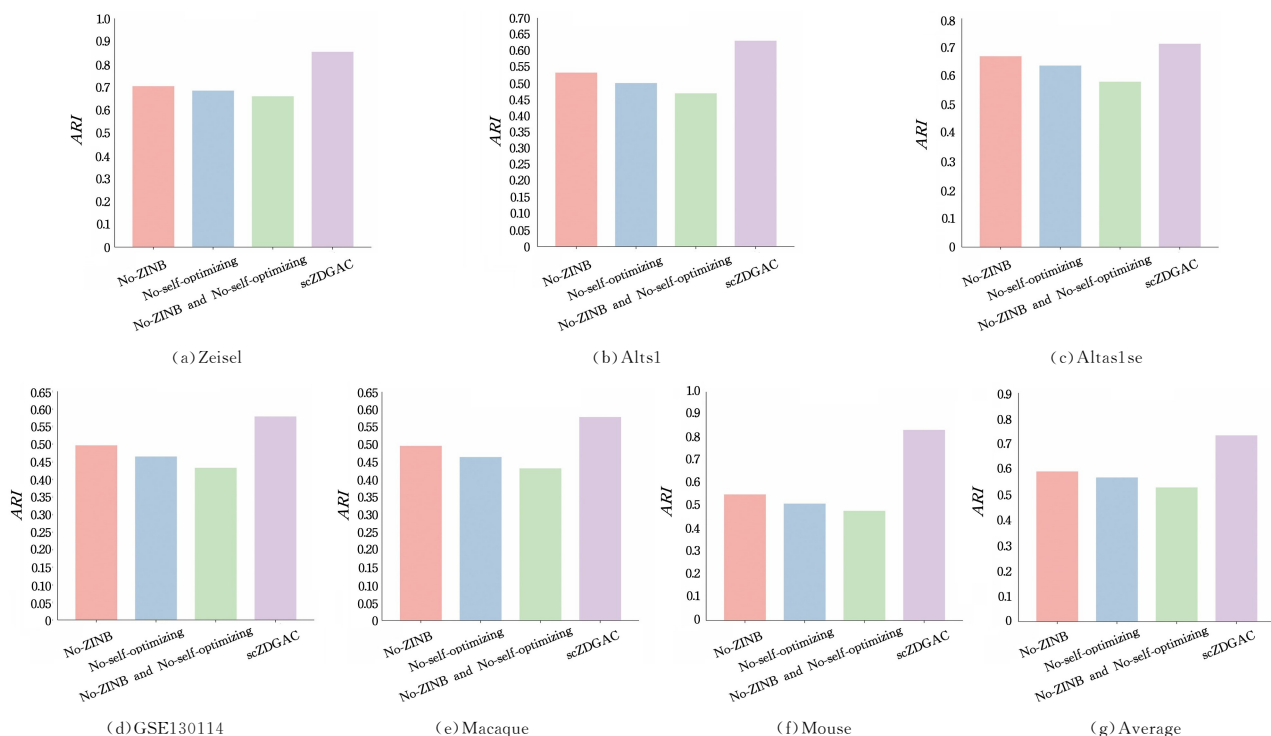 1.0
0.9
0.8
0.7
0.6
0.5
0.4
0.3
0.2
0.1
0
ARI
No-ZINB
No-self-optimizing
No-ZINB and No-self-optimizing
scZDGAC
(a)Zeisel
0.70
0.65
0.60
0.55
0.50
0.45
0.40
0.35
0.30
0.25
0.20
0.15
0.10
0.05
0
ARI
No-ZINB
No-self-optimizing
No-ZINB and No-self-optimizing
scZDGAC
(b)Alts1
0.8
0.7
0.6
0.5
0.4
0.3
0.2
0.1
0
ARI
No-ZINB
No-self-optimizing
No-ZINB and No-self-optimizing
scZDGAC
(c)Altas1se
0.65
0.60
0.55
0.50
0.45
0.40
0.35
0.30
0.25
0.20
0.15
0.10
0.05
0
ARI
No-ZINB
No-self-optimizing
No-ZINB and No-self-optimizing
scZDGAC
(d)GSE130114
0.65
0.60
0.55
0.50
0.45
0.40
0.35
0.30
0.25
0.20
0.15
0.10
0.05
0
ARI
No-ZINB
No-self-optimizing
No-ZINB and No-self-optimizing
scZDGAC
(e)Macaque
1.0
0.9
0.8
0.7
0.6
0.5
0.4
0.3
0.2
0.1
0
ARI
No-ZINB
No-self-optimizing
No-ZINB and No-self-optimizing
scZDGAC
(f)Mouse
0.9
0.8
0.7
0.6
0.5
0.4
0.3
0.2
0.1
0
ARI
No-ZINB
No-self-optimizing
No-ZINB and No-self-optimizing
scZDGAC
(g)Average